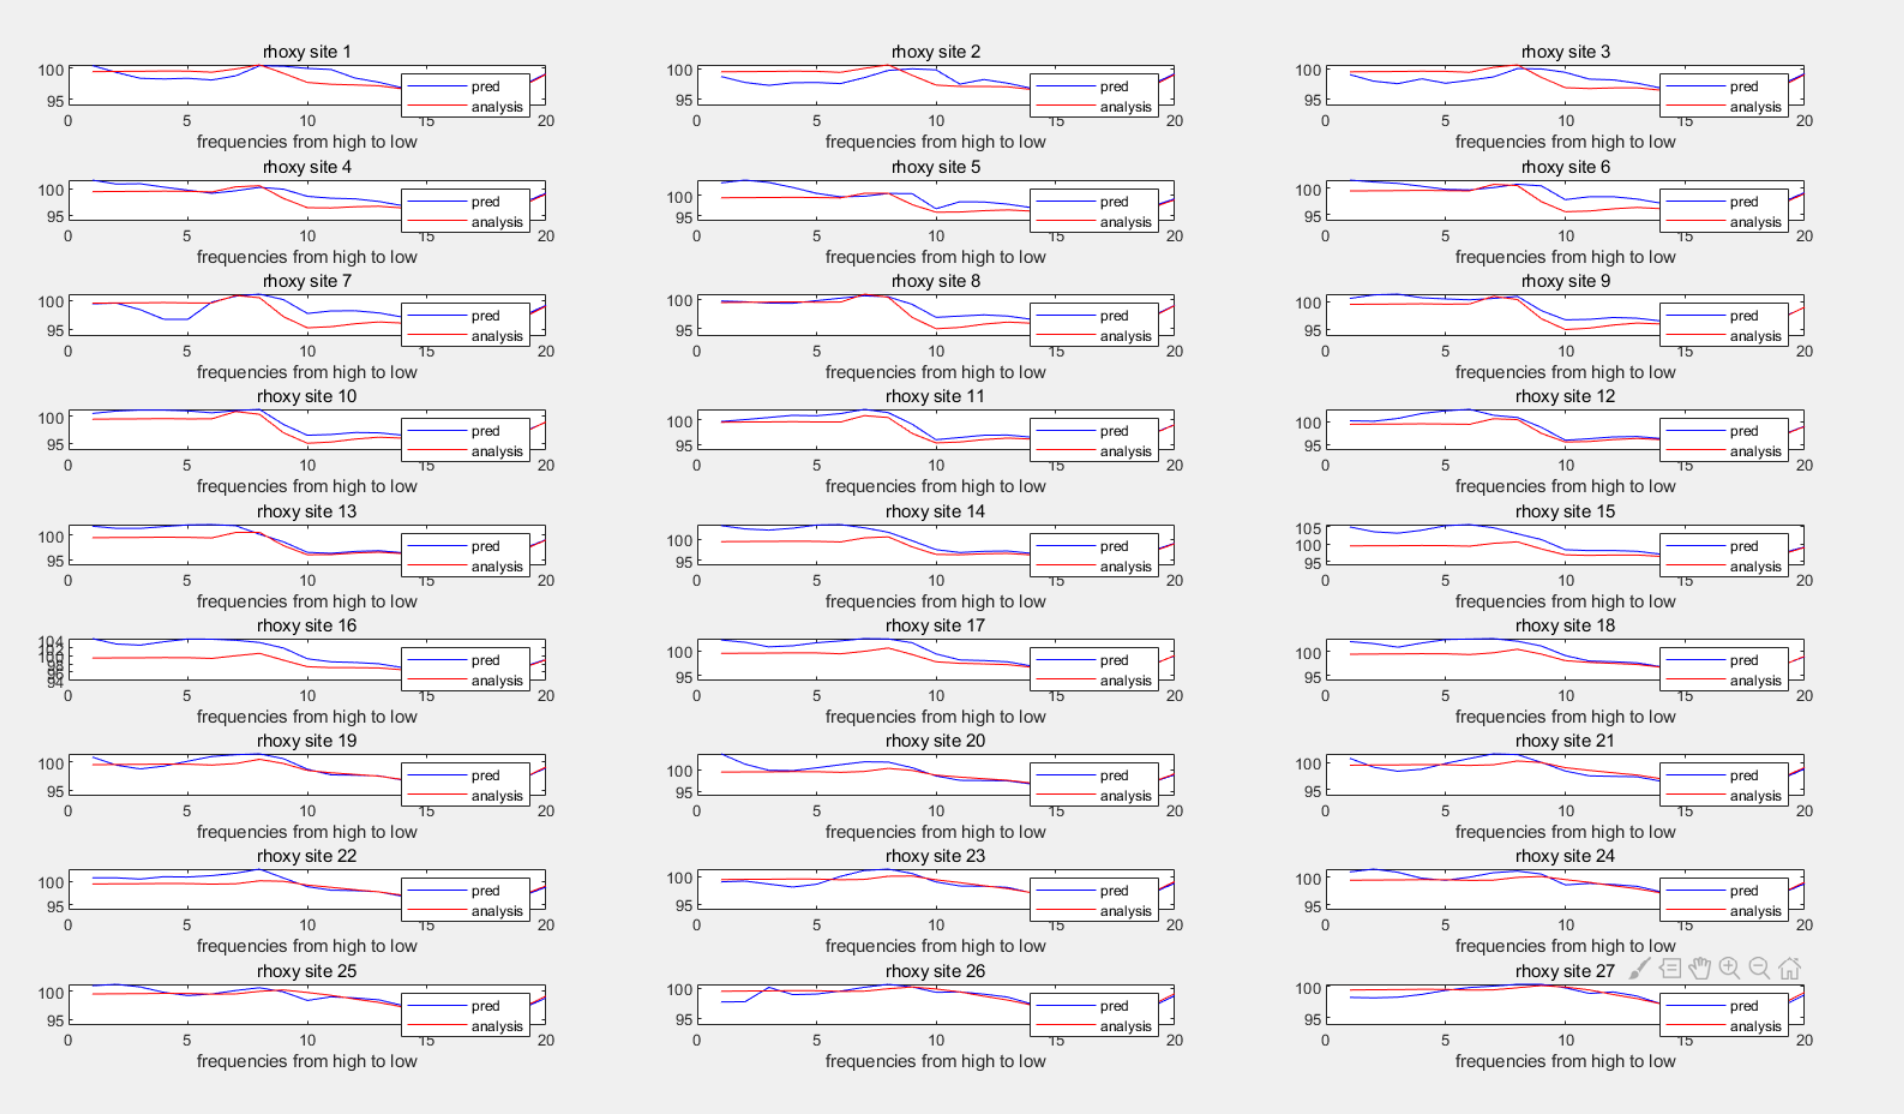 rhoxy site 1
100
95
pred
analysis
0 5 10 15 20
frequencies from high to low
rhoxy site 2
100
95
pred
analysis
0 5 10 15 20
frequencies from high to low
rhoxy site 3
100
95
pred
analysis
0 5 10 15 20
frequencies from high to low
rhoxy site 4
100
95
pred
analysis
0 5 10 15 20
frequencies from high to low
rhoxy site 5
100
95
pred
analysis
0 5 10 15 20
frequencies from high to low
rhoxy site 6
100
95
pred
analysis
0 5 10 15 20
frequencies from high to low
rhoxy site 7
100
95
pred
analysis
0 5 10 15 20
frequencies from high to low
rhoxy site 8
100
95
pred
analysis
0 5 10 15 20
frequencies from high to low
rhoxy site 9
100
95
pred
analysis
0 5 10 15 20
frequencies from high to low
rhoxy site 10
100
95
pred
analysis
0 5 10 15 20
frequencies from high to low
rhoxy site 11
100
95
pred
analysis
0 5 10 15 20
frequencies from high to low
rhoxy site 12
100
95
pred
analysis
0 5 10 15 20
frequencies from high to low
rhoxy site 13
100
95
pred
analysis
0 5 10 15 20
frequencies from high to low
rhoxy site 14
100
95
pred
analysis
0 5 10 15 20
frequencies from high to low
rhoxy site 15
105
100
95
pred
analysis
0 5 10 15 20
frequencies from high to low
rhoxy site 16
104
102
100
98
96
94
pred
analysis
0 5 10 15 20
frequencies from high to low
rhoxy site 17
100
95
pred
analysis
0 5 10 15 20
frequencies from high to low
rhoxy site 18
100
95
pred
analysis
0 5 10 15 20
frequencies from high to low
rhoxy site 19
100
95
pred
analysis
0 5 10 15 20
frequencies from high to low
rhoxy site 20
100
95
pred
analysis
0 5 10 15 20
frequencies from high to low
rhoxy site 21
100
95
pred
analysis
0 5 10 15 20
frequencies from high to low
rhoxy site 22
100
95
pred
analysis
0 5 10 15 20
frequencies from high to low
rhoxy site 23
100
95
pred
analysis
0 5 10 15 20
frequencies from high to low
rhoxy site 24
100
95
pred
analysis
0 5 10 15 20
frequencies from high to low
rhoxy site 25
100
95
pred
analysis
0 5 10 15 20
frequencies from high to low
rhoxy site 26
100
95
pred
analysis
0 5 10 15 20
frequencies from high to low
rhoxy site 27
100
95
pred
analysis
0 5 10 15 20
frequencies from high to low